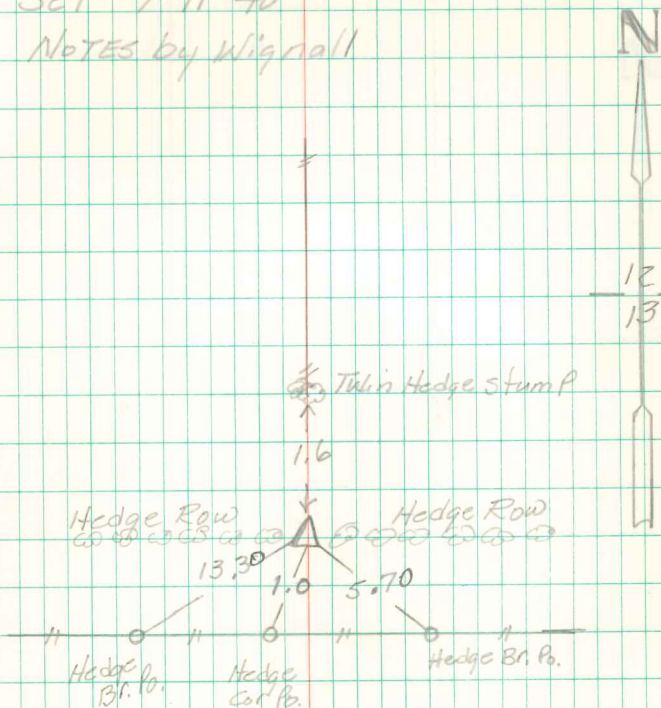 NOTES by Wignall
N
12
13
Twin Hedge stump
1.6
Hedge Row
Hedge Row
13.30
1.0
5.70
Hedge
Br. Po.
Hedge
Cor Po.
Hedge Br. Po.